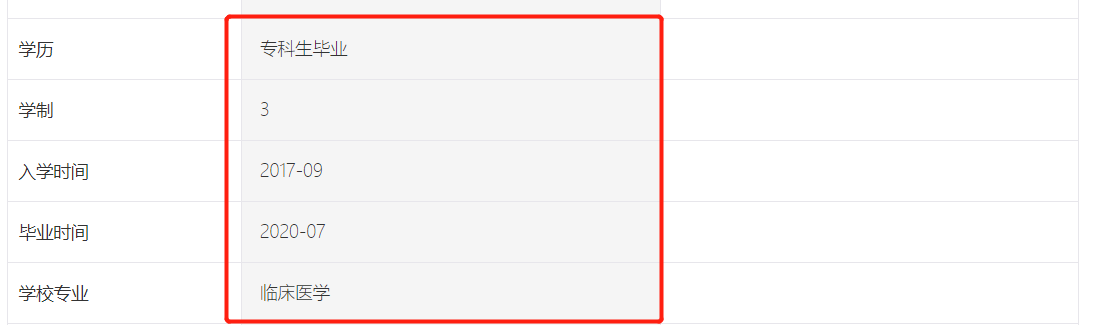 学历 专科生毕业
学制 3
入学时间 2017-09
毕业时间 2020-07
学校专业 临床医学